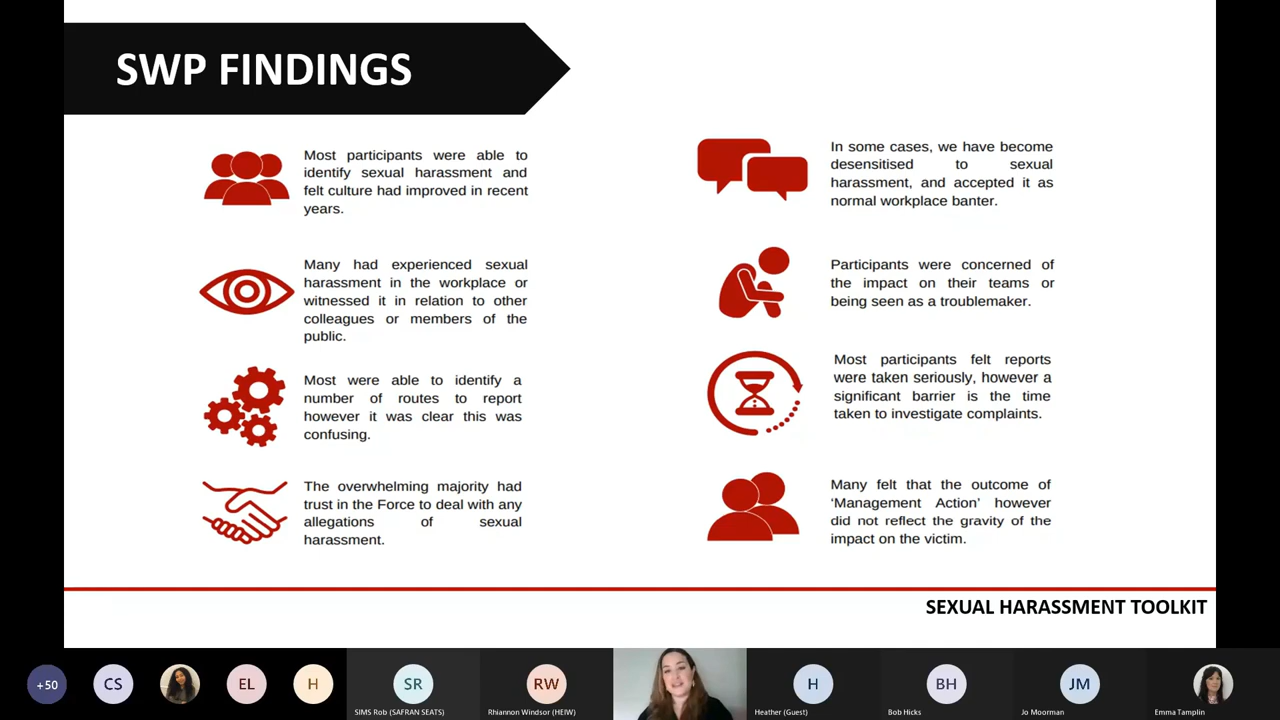 SWP FINDINGS
Most participants were able to
identify sexual harassment and
felt culture had improved in recent
years.
Many had experienced sexual
harassment in the workplace or
witnessed it in relation to other
colleagues or members of the
public.
Most were able to identify a
number of routes to report
however it was clear this was
confusing.
The overwhelming majority had
trust in the Force to deal with any
allegations of sexual
harassment.
In some cases, we have become
desensitised to sexual
harassment, and accepted it as
normal workplace banter.
Participants were concerned of
the impact on their teams or
being seen as a troublemaker.
Most participants felt reports
were taken seriously, however a
significant barrier is the time
taken to investigate complaints.
Many felt that the outcome of
‘Management Action’ however
did not reflect the gravity of the
impact on the victim.
SEXUAL HARASSMENT TOOLKIT
+50
CS
EL
H
SR
SIMS Rob (SAFRAN SEATS)
RW
Rhiannon Windsor (HEIW)
H
Heather (Guest)
BH
Bob Hicks
JM
Jo Moorman
Emma Tamplin